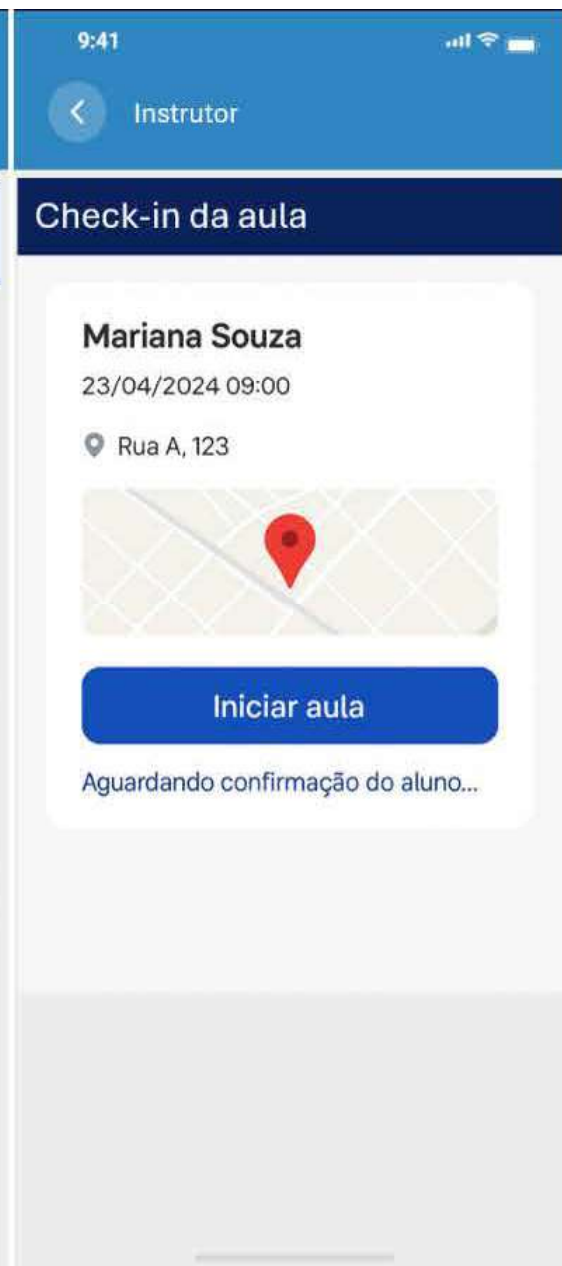 9:41
Instrutor
Check-in da aula
Mariana Souza
23/04/2024 09:00
Rua A, 123
Iniciar aula
Aguardando confirmação do aluno...